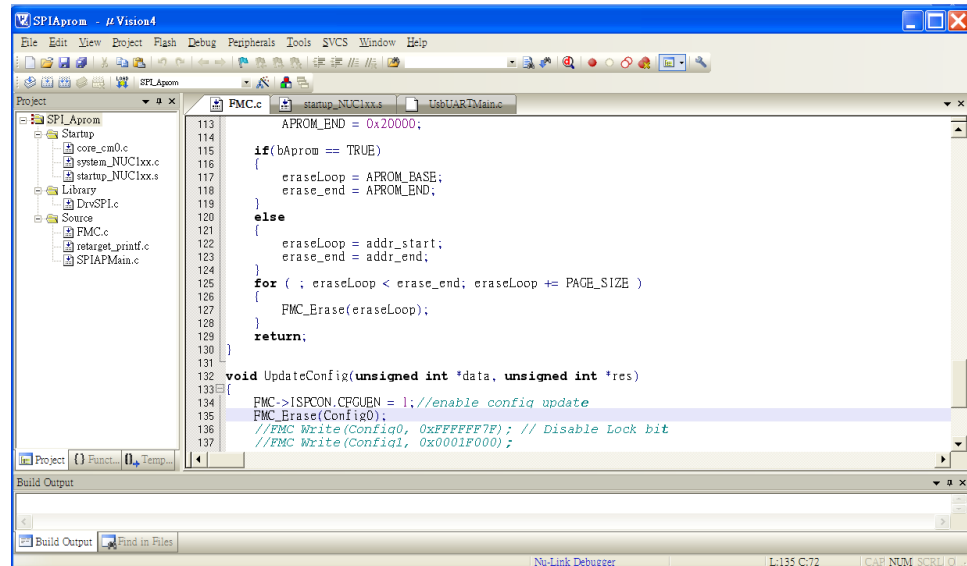 SPIAprom - μVision4
File Edit View Project Flash Debug Peripherals Tools SVCS Window Help
LOAD SPI_Aprom
Project
SPI_Aprom
Startup
core_cm0.c
system_NUC1xx.c
startup_NUC1xx.s
Library
DrvSPI.c
Source
FMC.c
retarget_printf.c
SPIAPMain.c
Project {} Funct... 0 Temp...
FMC.c startup_NUC1xx.s UsbUARTMain.c
113 APROM_END = 0x20000;
114
115 if(bAprom == TRUE)
116 {
117 eraseLoop = APROM_BASE;
118 erase_end = APROM_END;
119 }
120 else
121 {
122 eraseLoop = addr_start;
123 erase_end = addr_end;
124 }
125 for ( ; eraseLoop < erase_end; eraseLoop += PAGE_SIZE )
126 {
127 FMC_Erase(eraseLoop);
128 }
129 return;
130 }
131
132 void UpdateConfig(unsigned int *data, unsigned int *res)
133 {
134 FMC->ISPCON.CFGUEN = 1;//enable config update
135 FMC_Erase(Config0);
136 //FMC Write(Config0, 0xFFFFFF7F); // Disable Lock bit
137 //FMC Write(Config1, 0x0001F000);
Build Output
Build Output Find in Files
Nu-Link Debugger L:135 C:72 CAP NUM SCRL O